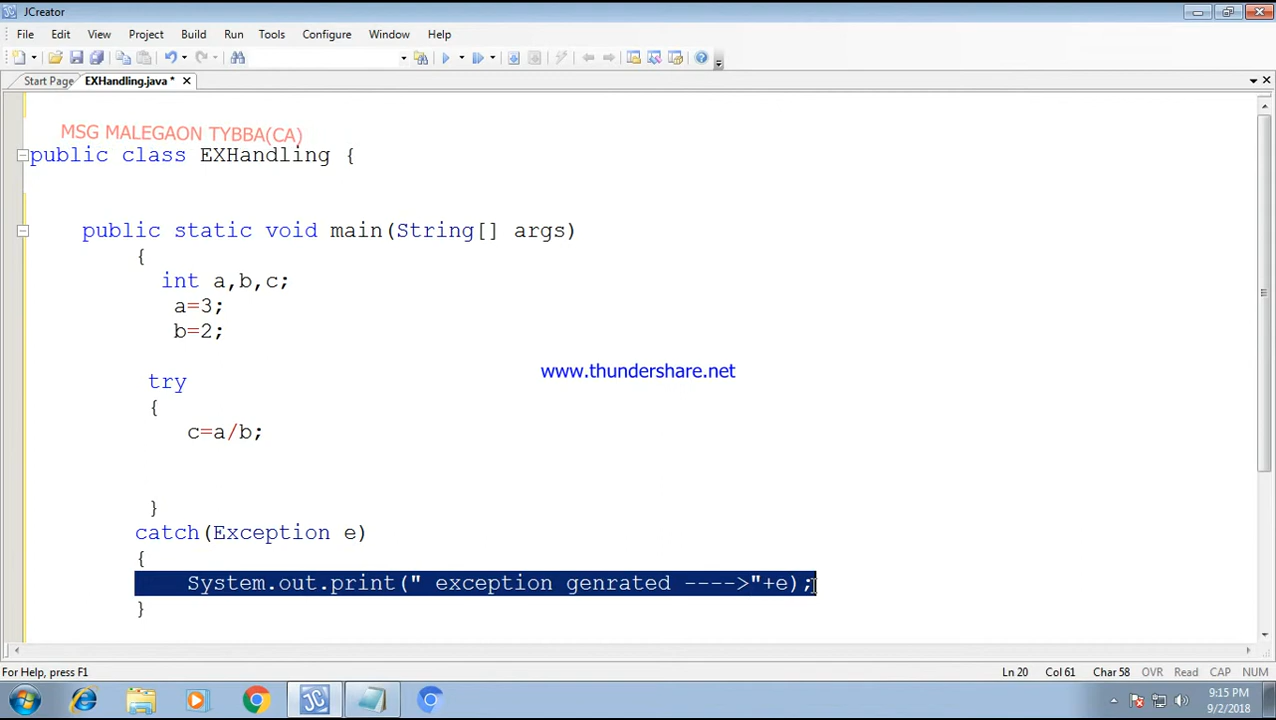 JCreator
File Edit View Project Build Run Tools Configure Window Help
Start Page EXHandling.java *
MSG MALEGAON TYBBA(CA)
public class EXHandling {
public static void main(String[] args)
{
int a,b,c;
a=3;
b=2;
www.thundershare.net
try
{
c=a/b;
}
catch(Exception e)
{
System.out.print(" exception genrated ---->"+e);
}
For Help, press F1 Ln 20 Col 61 Char 58 OVR Read CAP NUM
JC
9:15 PM
9/2/2018